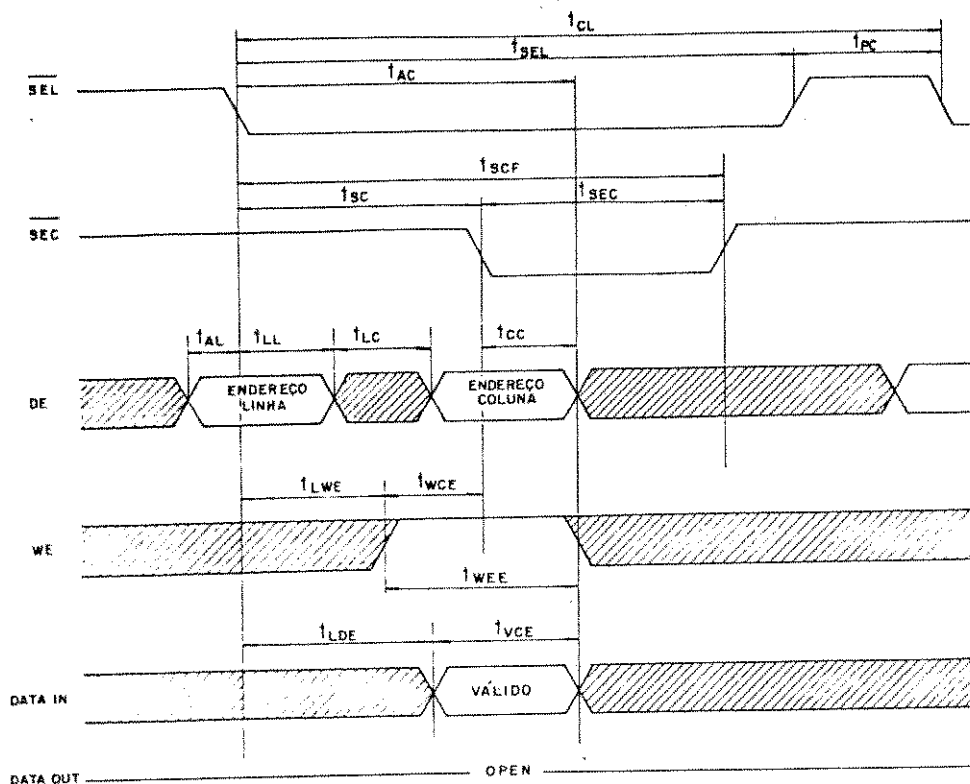 tCL
tSEL
tPC
tAC
SEL
tSCF
tSC
tSEC
SEC
tAL
tLL
tLC
tCC
DE
ENDEREÇO
LINHA
ENDEREÇO
COLUNA
tLWE
tWCE
WE
tWEE
tLDE
tVCE
DATA IN
VÁLIDO
DATA OUT
OPEN